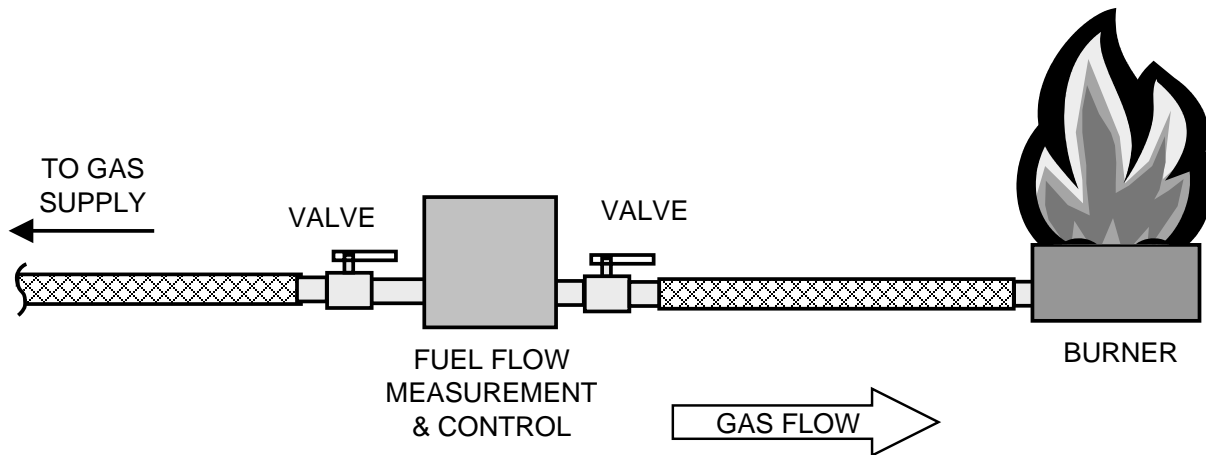 TO GAS
SUPPLY
VALVE
VALVE
FUEL FLOW
MEASUREMENT
& CONTROL
BURNER
GAS FLOW